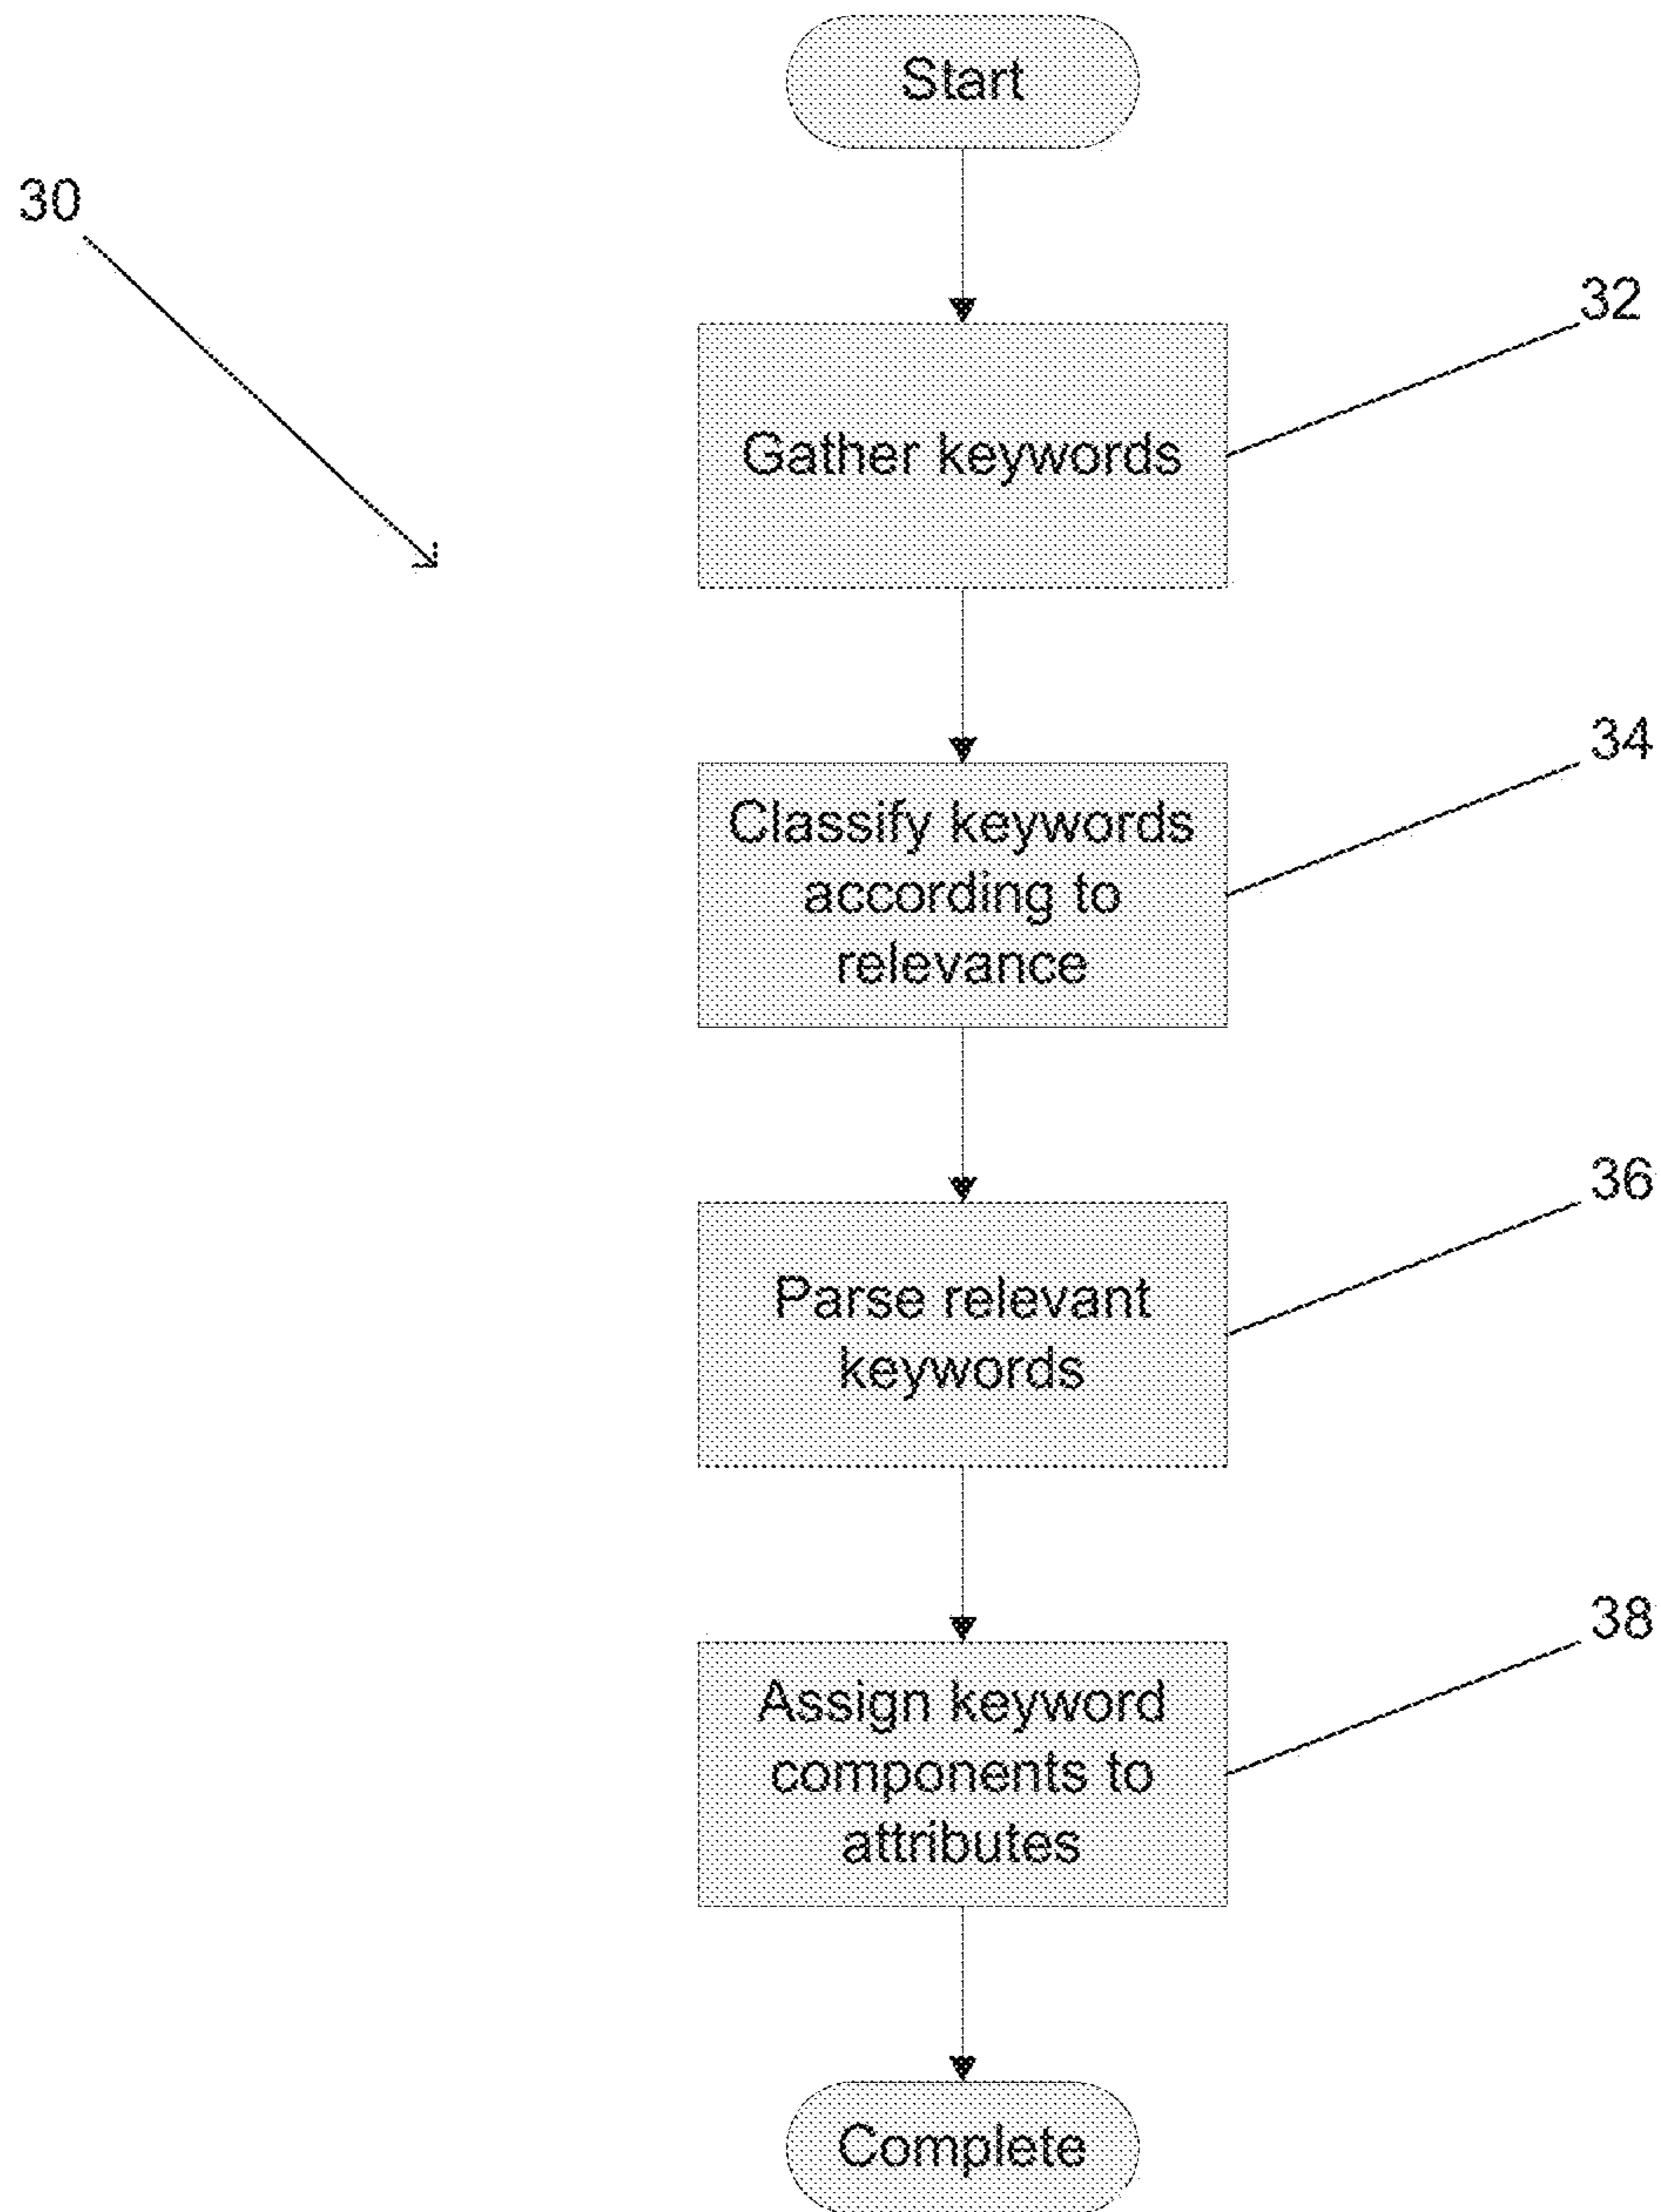 Start
30
32
Gather keywords
34
Classify keywords
according to
relevance
36
Parse relevant
keywords
38
Assign keyword
components to
attributes
Complete